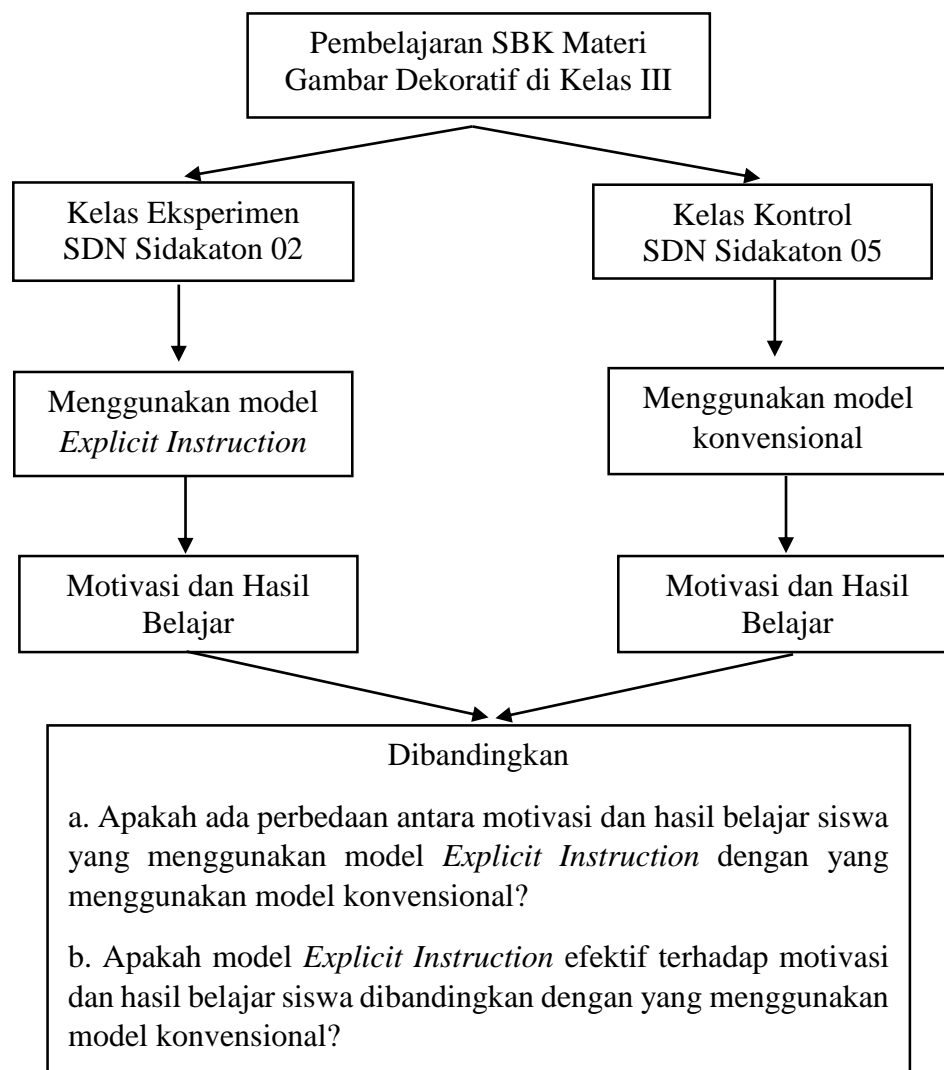 Pembelajaran SBK Materi
Gambar Dekoratif di Kelas III
Kelas Eksperimen
SDN Sidakaton 02
Kelas Kontrol
SDN Sidakaton 05
Menggunakan model
Explicit Instruction
Menggunakan model
konvensional
Motivasi dan Hasil
Belajar
Motivasi dan Hasil
Belajar
Dibandingkan
a. Apakah ada perbedaan antara motivasi dan hasil belajar siswa
yang menggunakan model Explicit Instruction dengan yang
menggunakan model konvensional?
b. Apakah model Explicit Instruction efektif terhadap motivasi
dan hasil belajar siswa dibandingkan dengan yang menggunakan
model konvensional?